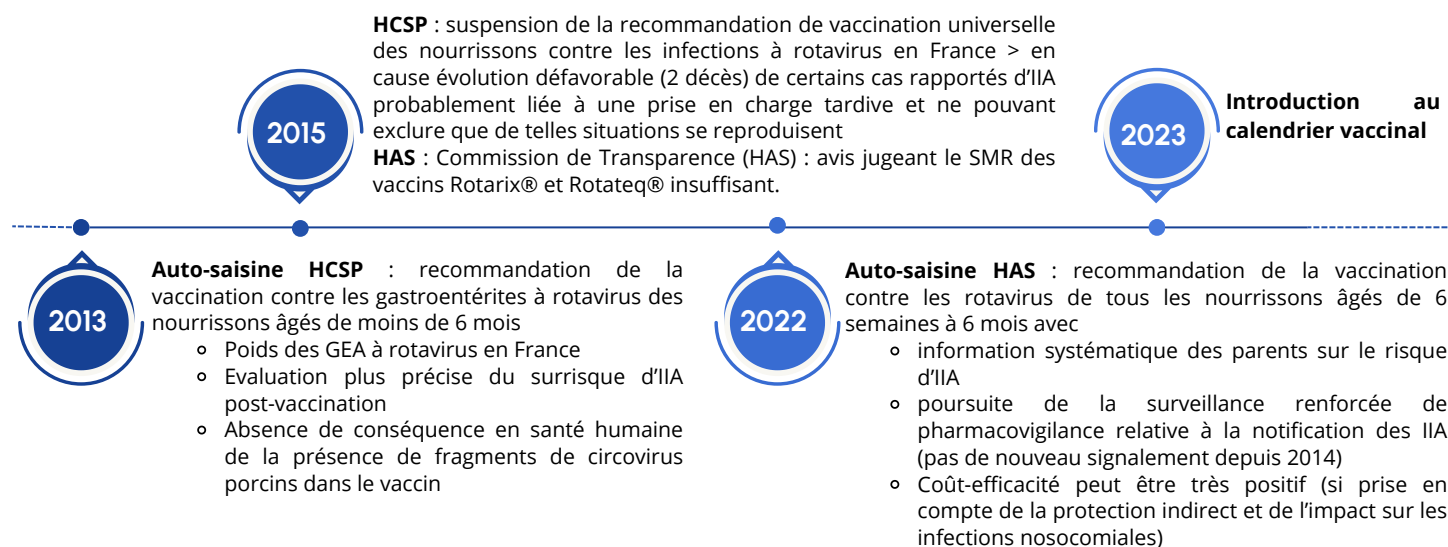 HCSP : suspension de la recommandation de vaccination universelle
des nourrissons contre les infections à rotavirus en France > en
cause évolution défavorable (2 décès) de certains cas rapportés d'IIA
probablement liée à une prise en charge tardive et ne pouvant
exclure que de telles situations se reproduisent
HAS : Commission de Transparence (HAS) : avis jugeant le SMR des
vaccins Rotarix® et Rotateq® insuffisant.
2015
2023
Introduction au
calendrier vaccinal
2013
Auto-saisine HCSP : recommandation de la
vaccination contre les gastroentérites à rotavirus des
nourrissons âgés de moins de 6 mois
Poids des GEA à rotavirus en France
Evaluation plus précise du surrisque d'IIA
post-vaccination
Absence de conséquence en santé humaine
de la présence de fragments de circovirus
porcins dans le vaccin
2022
Auto-saisine HAS : recommandation de la vaccination
contre les rotavirus de tous les nourrissons âgés de 6
semaines à 6 mois avec
information systématique des parents sur le risque
d'IIA
poursuite de la surveillance renforcée de
pharmacovigilance relative à la notification des IIA
(pas de nouveau signalement depuis 2014)
Coût-efficacité peut être très positif (si prise en
compte de la protection indirect et de l'impact sur les
infections nosocomiales)